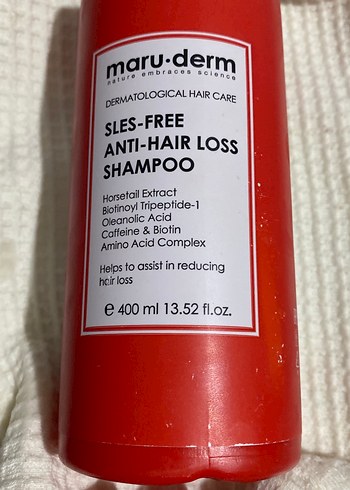 maru·derm
nature embraces science
DERMATOLOGICAL HAIR CARE
SLES-FREE
ANTI-HAIR LOSS
SHAMPOO
Horsetail Extract
Biotinoyl Tripeptide-1
Oleanolic Acid
Caffeine & Biotin
Amino Acid Complex
Helps to assist in reducing
hair loss
℮ 400 ml 13.52 fl.oz.